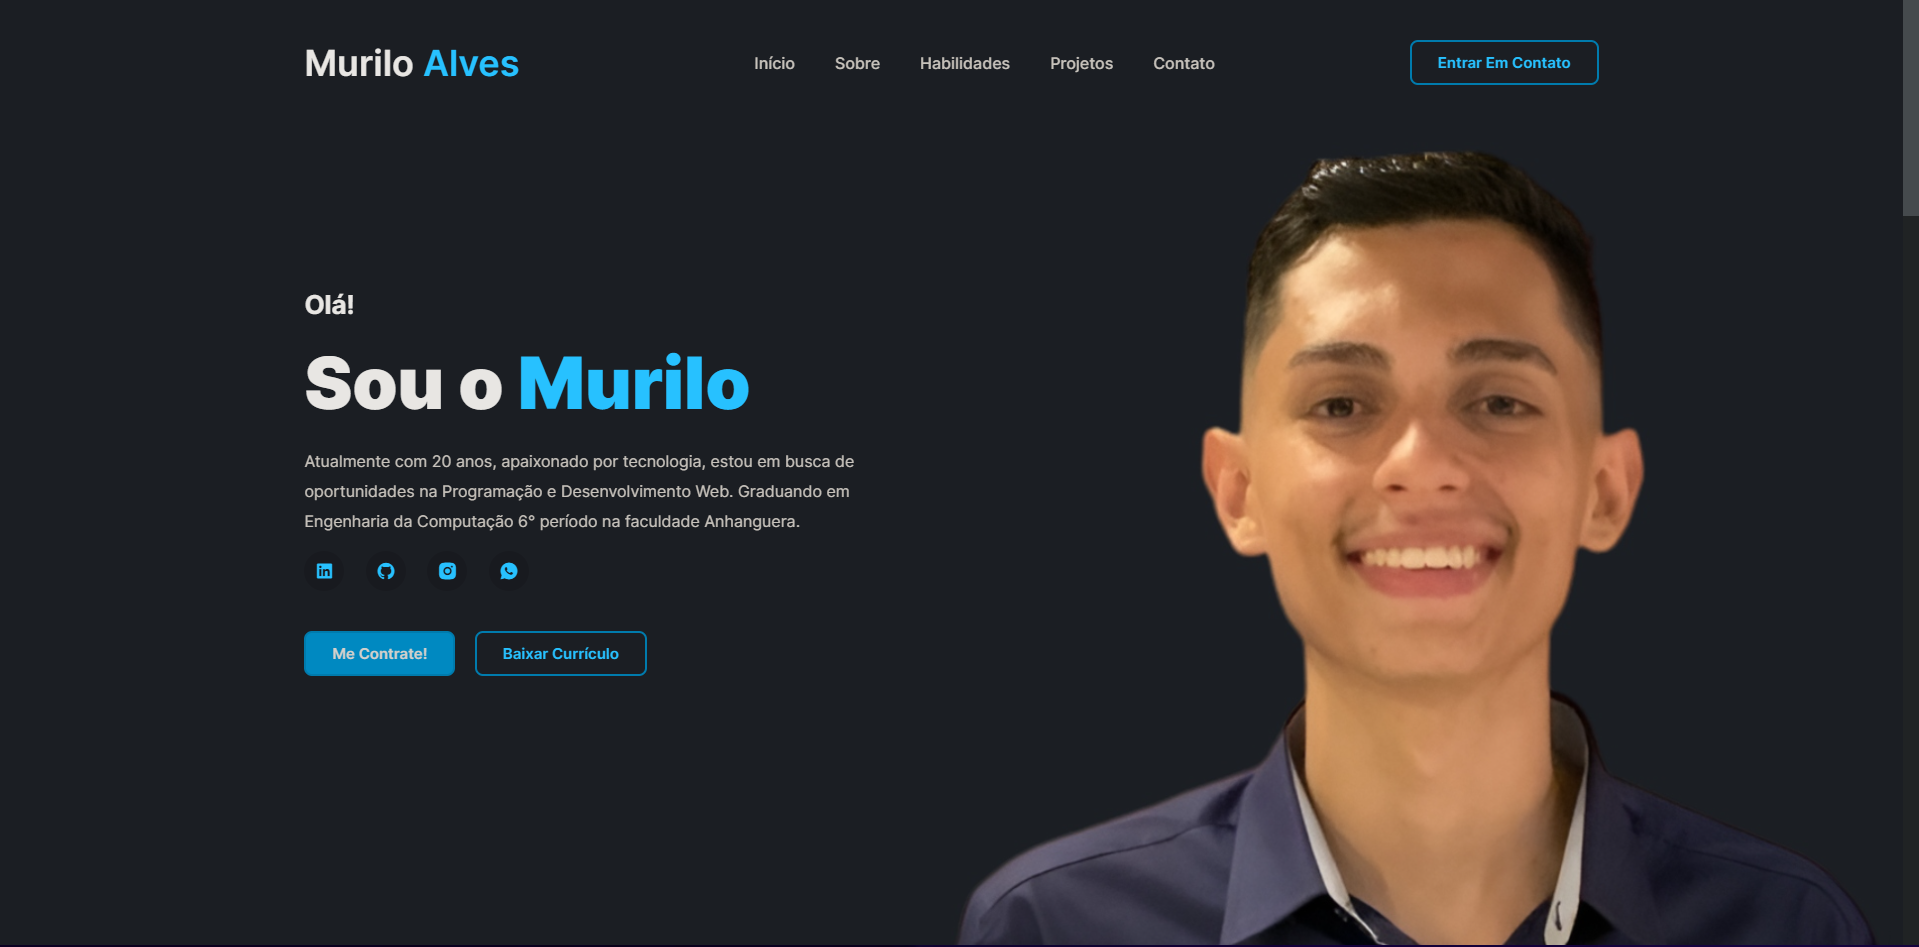 Murilo Alves
Início
Sobre
Habilidades
Projetos
Contato
Entrar Em Contato
Olá!
Sou o Murilo
Atualmente com 20 anos, apaixonado por tecnologia, estou em busca de
oportunidades na Programação e Desenvolvimento Web. Graduando em
Engenharia da Computação 6° período na faculdade Anhanguera.
Me Contrate!
Baixar Currículo